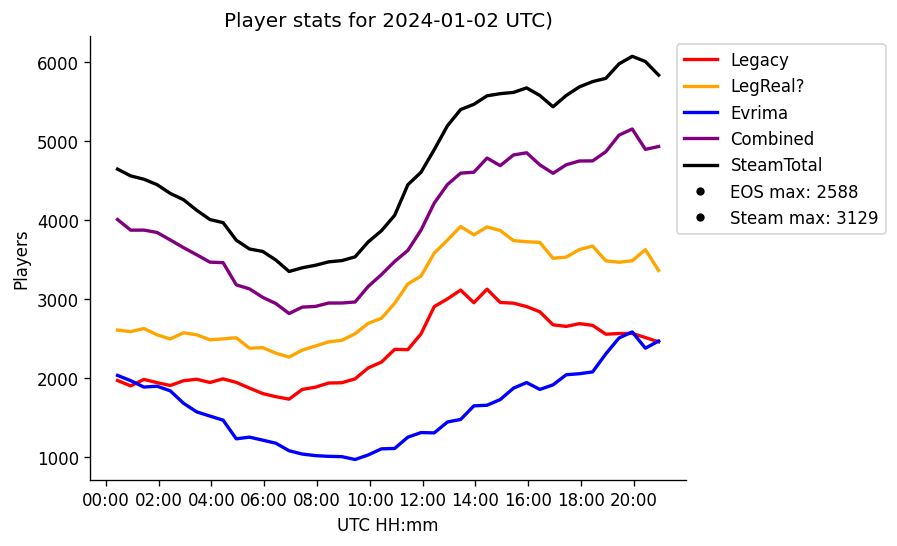 Player stats for 2024-01-02 UTC)
Legacy
LegReal?
Evrima
Combined
SteamTotal
EOS max: 2588
Steam max: 3129
Players
6000
5000
4000
3000
2000
1000
00:00 02:00 04:00 06:00 08:00 10:00 12:00 14:00 16:00 18:00 20:00
UTC HH:mm